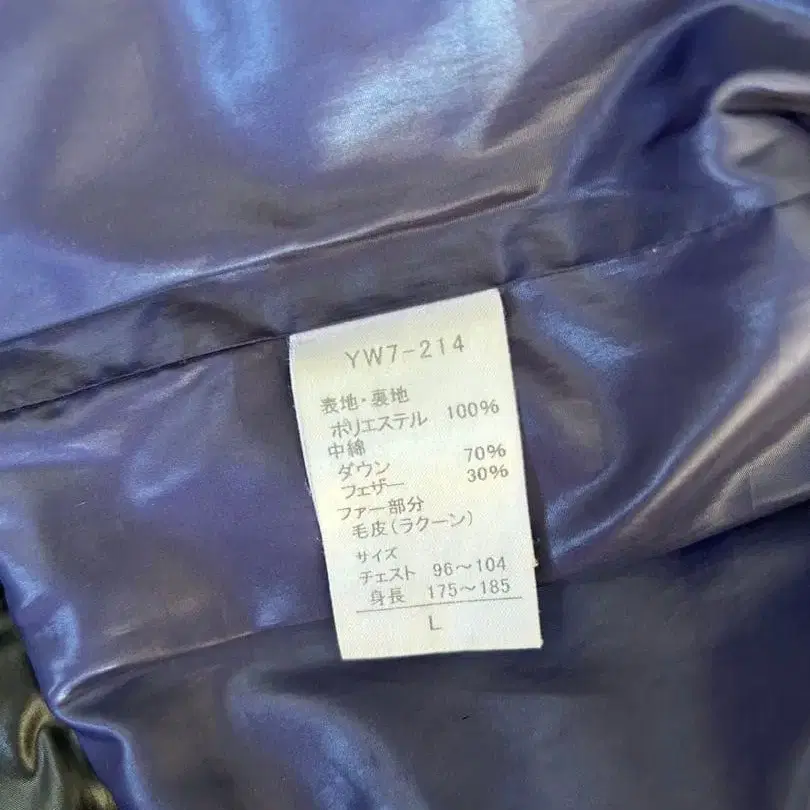 YW7-214
表地・裏地
ポリエステル 100%
中綿
ダウン 70%
フェザー 30%
ファー部分
毛皮(ラクーン)
サイズ
チェスト 96～104
身長 175～185
L